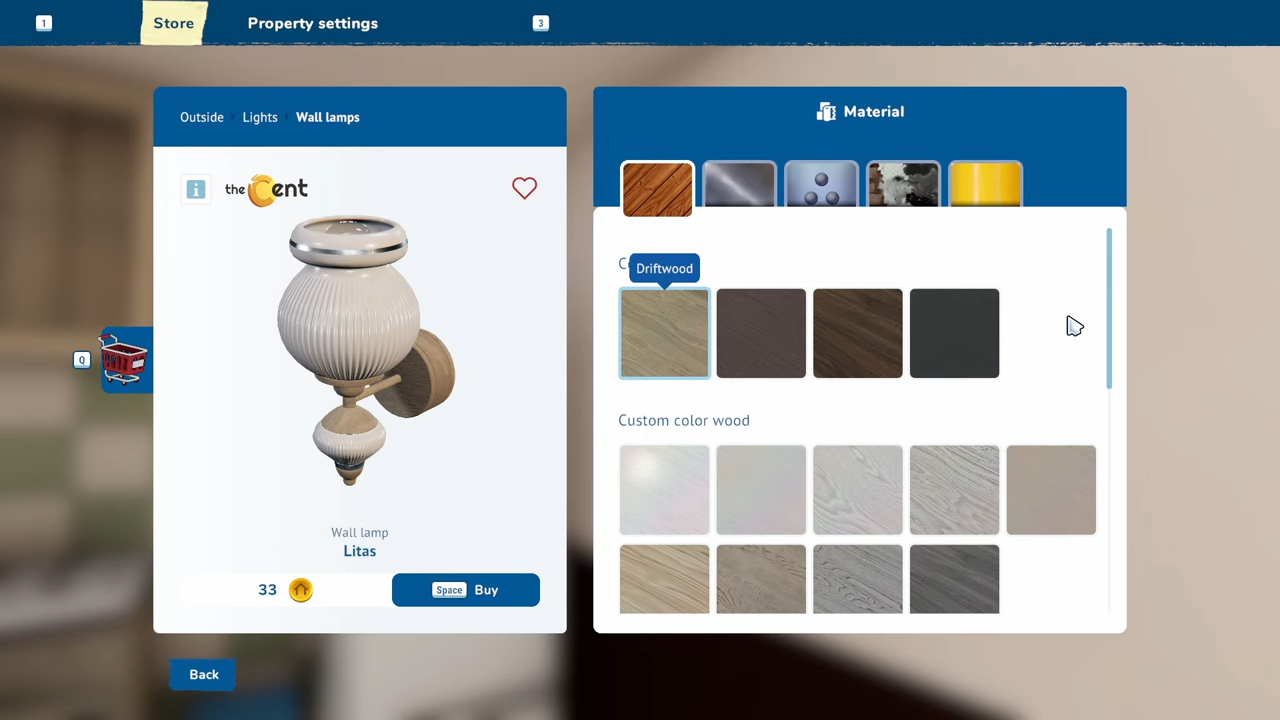 1
Store
Property settings
3
Outside
Lights
Wall lamps
Material
i
the Cent
C
Driftwood
Q
Custom color wood
Wall lamp
Litas
33
Space
Buy
Back